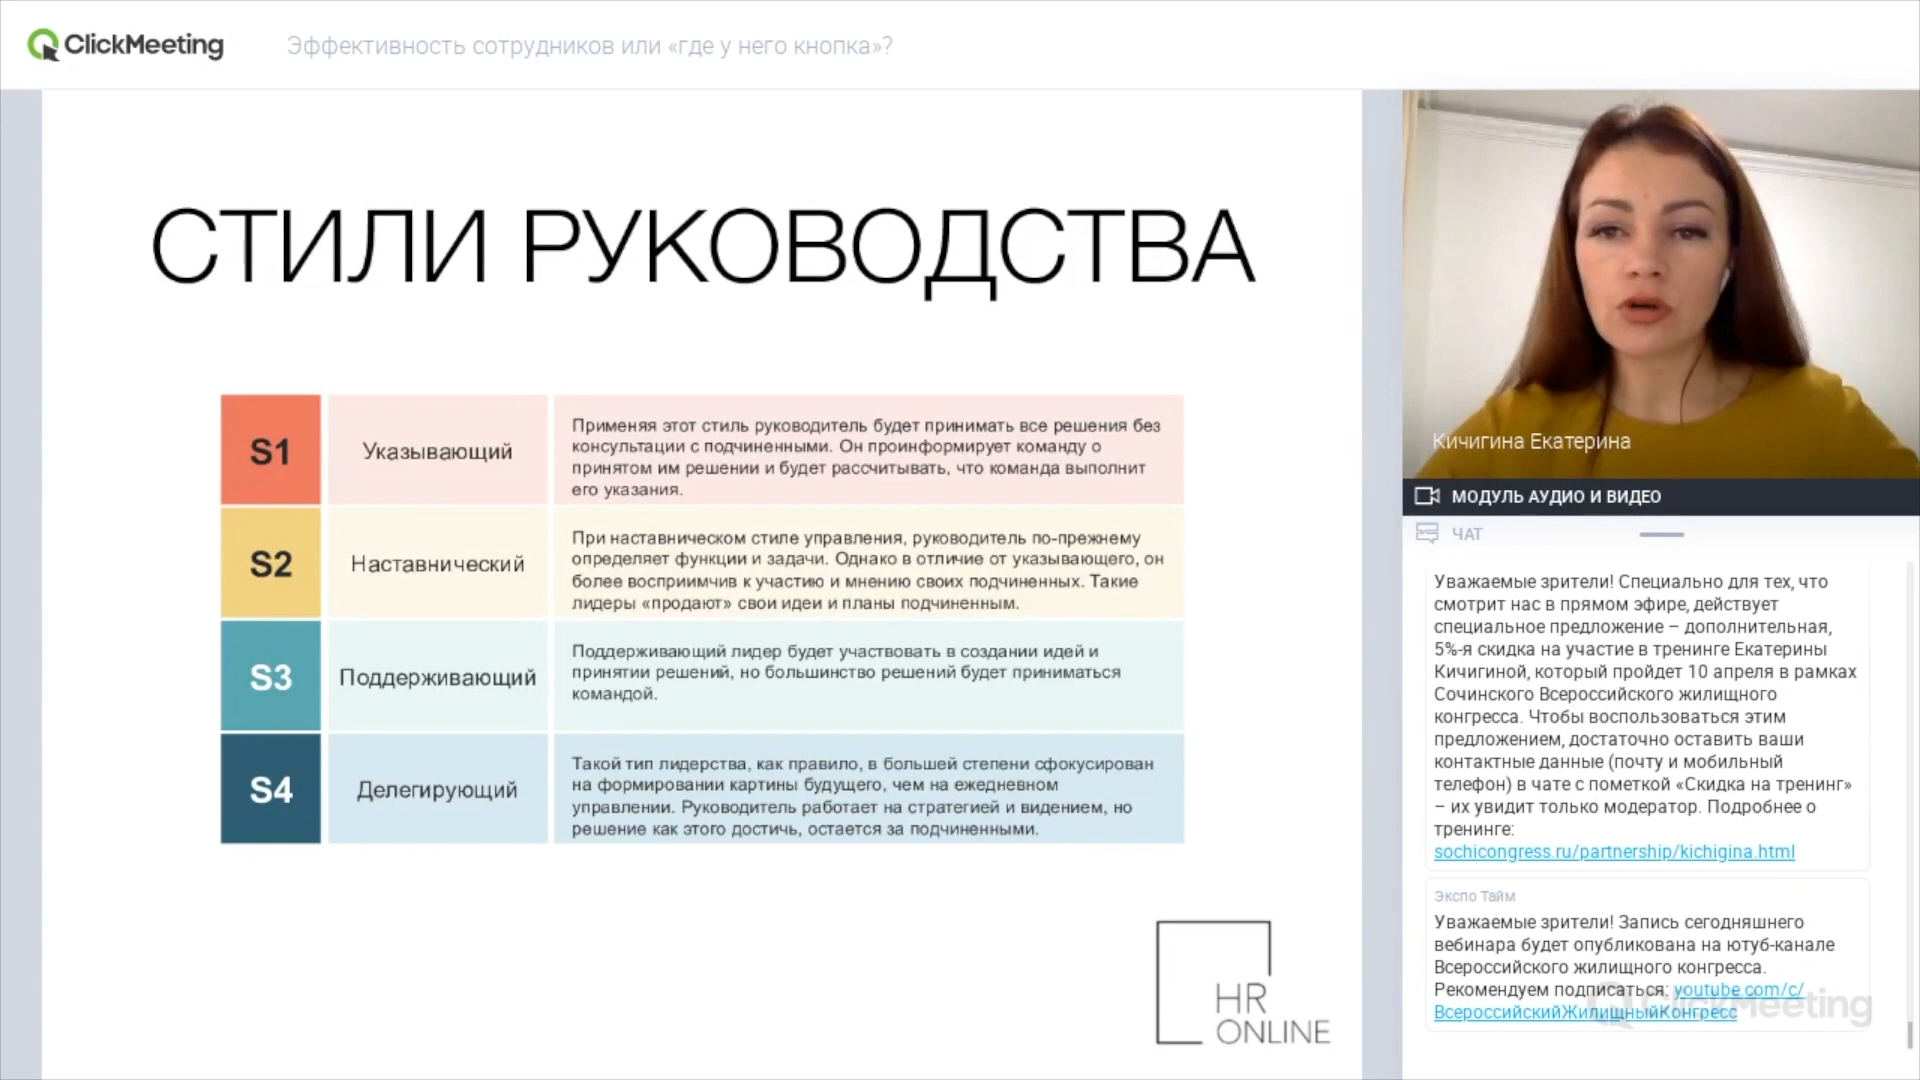 ClickMeeting
Эффективность сотрудников или «где у него кнопка»?
СТИЛИ РУКОВОДСТВА
S1
Указывающий
Применяя этот стиль руководитель будет принимать все решения без
консультации с подчиненными. Он проинформирует команду о
принятом им решении и будет рассчитывать, что команда выполнит
его указания.
S2
Наставнический
При наставническом стиле управления, руководитель по-прежнему
определяет функции и задачи. Однако в отличие от указывающего, он
более восприимчив к участию и мнению своих подчиненных. Такие
лидеры «продают» свои идеи и планы подчиненным.
S3
Поддерживающий
Поддерживающий лидер будет участвовать в создании идей и
принятии решений, но большинство решений будет приниматься
командой.
S4
Делегирующий
Такой тип лидерства, как правило, в большей степени сфокусирован
на формировании картины будущего, чем на ежедневном
управлении. Руководитель работает на стратегией и видением, но
решение как этого достичь, остается за подчиненными.
HR
ONLINE
Кичигина Екатерина
МОДУЛЬ АУДИО И ВИДЕО
ЧАТ
Уважаемые зрители! Специально для тех, что
смотрит нас в прямом эфире, действует
специальное предложение – дополнительная,
5%-я скидка на участие в тренинге Екатерины
Кичигиной, который пройдет 10 апреля в рамках
Сочинского Всероссийского жилищного
конгресса. Чтобы воспользоваться этим
предложением, достаточно оставить ваши
контактные данные (почту и мобильный
телефон) в чате с пометкой «Скидка на тренинг»
– их увидит только модератор. Подробнее о
тренинге:
sochicongress.ru/partnership/kichigina.html
Экспо Тайм
Уважаемые зрители! Запись сегодняшнего
вебинара будет опубликована на ютуб-канале
Всероссийского жилищного конгресса.
Рекомендуем подписаться: youtube.com/c/
ВсероссийскийЖилищныйКонгресс
ClickMeeting